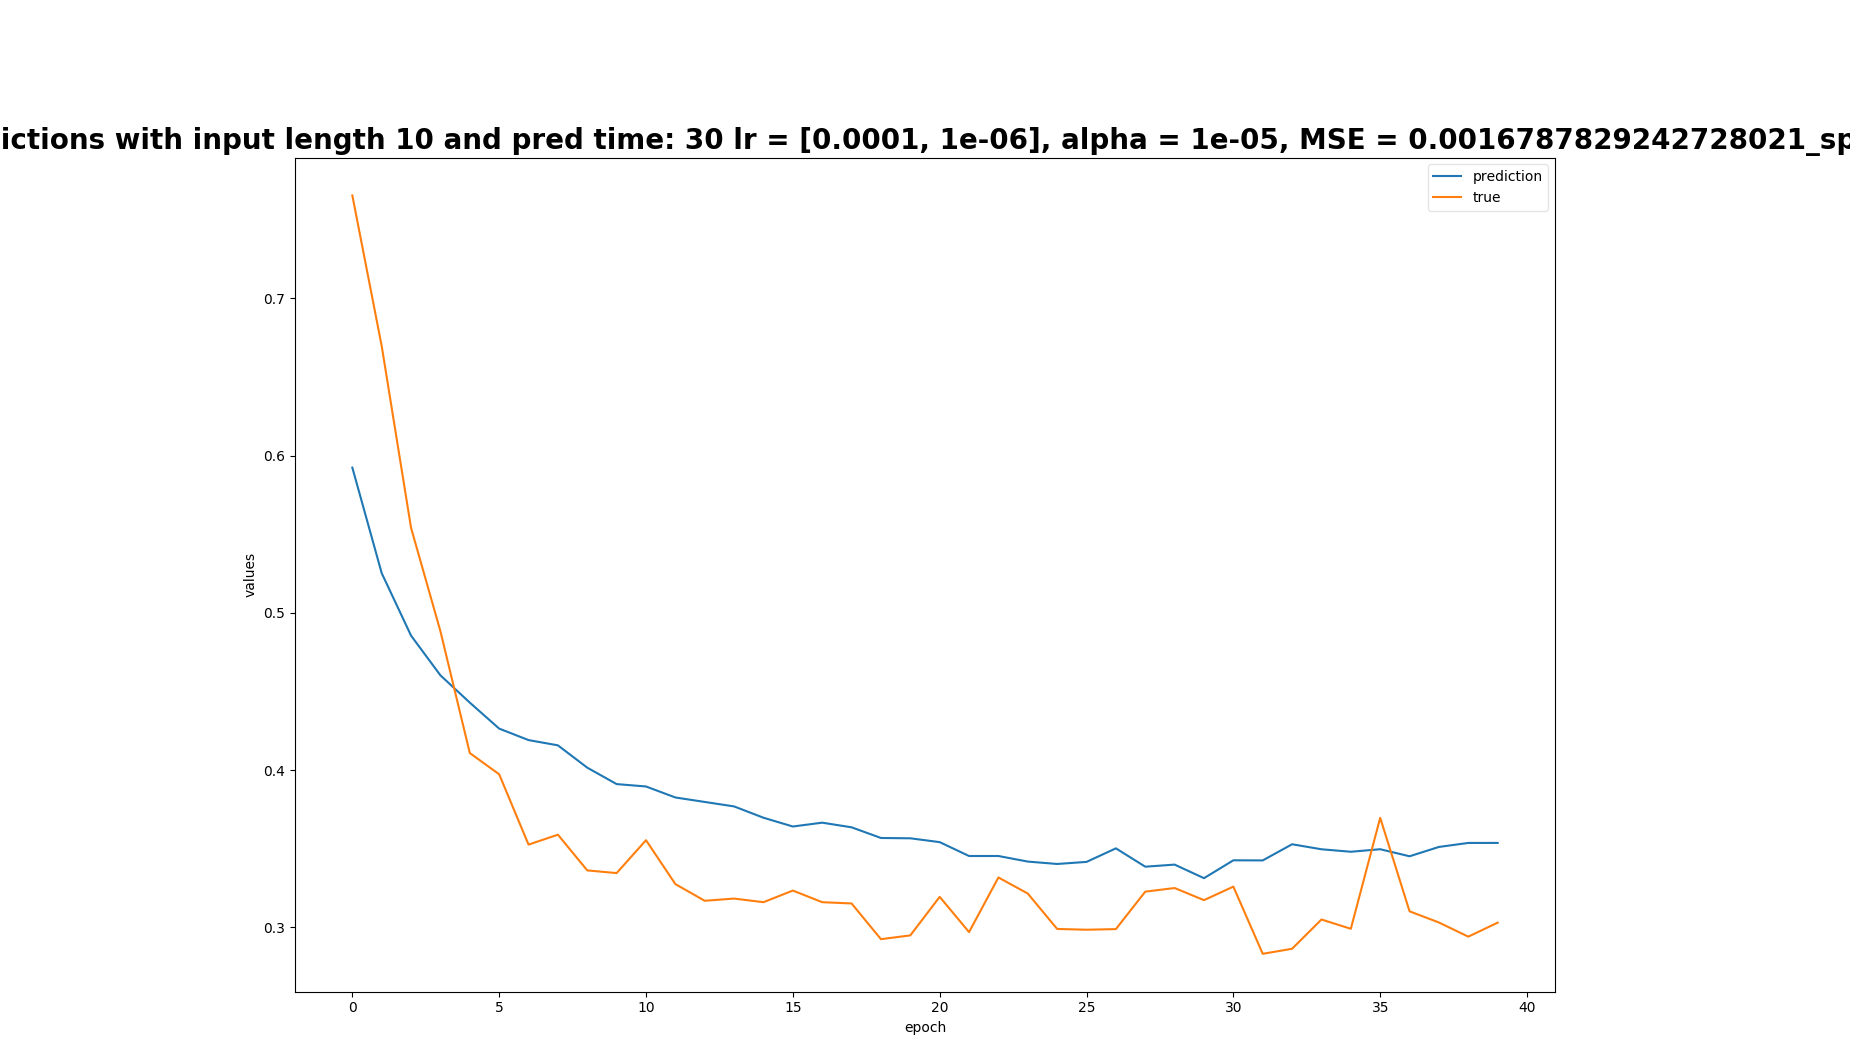 ictions with input length 10 and pred time: 30 lr = [0.0001, 1e-06], alpha = 1e-05, MSE = 0.0016787829242728021_sp
prediction
true
values
0.7
0.6
0.5
0.4
0.3
0 5 10 15 20 25 30 35 40
epoch